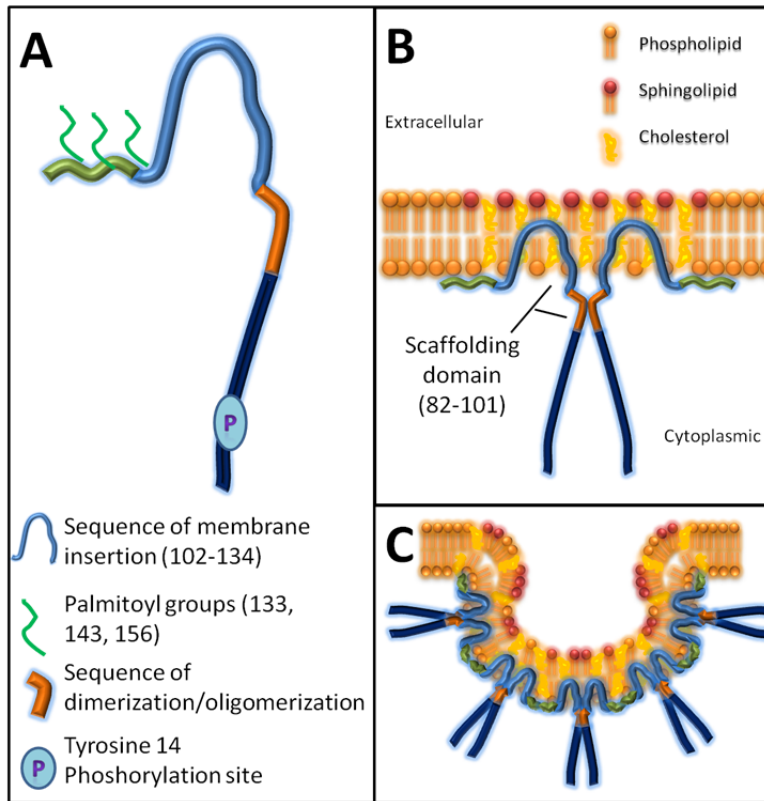 A
P
Sequence of membrane
insertion (102-134)
Palmitoyl groups (133,
143, 156)
Sequence of
dimerization/oligomerization
P
Tyrosine 14
Phoshorylation site
B
Phospholipid
Sphingolipid
Cholesterol
Extracellular
Scaffolding
domain
(82-101)
Cytoplasmic
C